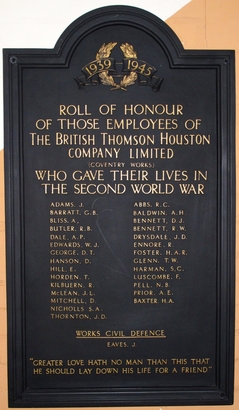 1939 1945
ROLL OF HONOUR
OF THOSE EMPLOYEES OF
THE BRITISH THOMSON HOUSTON
COMPANY LIMITED
(COVENTRY WORKS)
WHO GAVE THEIR LIVES IN
THE SECOND WORLD WAR
ADAMS, J.
BARRATT, G.B.
BLISS, A.
BUTLER, R.B.
DALE, A.P.
EDWARDS, W.J.
GEORGE, D.T.
HANSON, D.
HILL, E.
HORDEN, T.
KILBURN, R.
McLEAN, J.L.
MITCHELL, D.
NICHOLLS, S.A.
THORNTON, J.D.
ABBS, R.C.
BALDWIN, A.H.
BENNETT, D.J.
BENNETT, R.W.
DRYSDALE, J.D.
ENNORE, R.
FOSTER, H.A.R.
GLENN, T.W.
HARMAN, S.G.
LUSCOMBE, F.
PELL, N.B.
PRIOR, A.E.
BAXTER, H.A.
WORKS CIVIL DEFENCE
EAVES, J.
"GREATER LOVE HATH NO MAN THAN THIS THAT
HE SHOULD LAY DOWN HIS LIFE FOR A FRIEND"